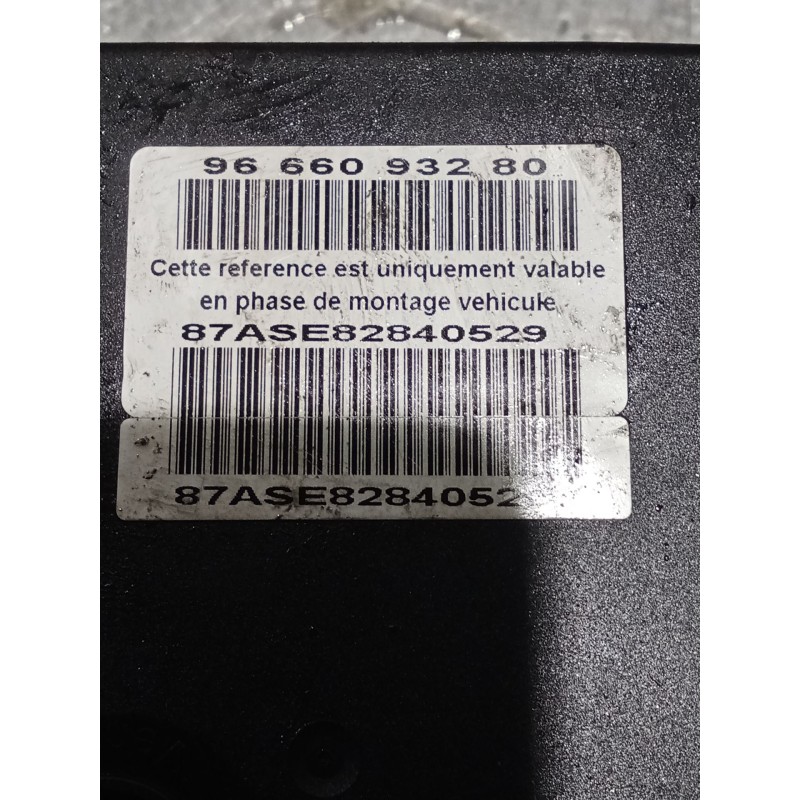 96 660 932 80
Cette reference est uniquement valable
en phase de montage vehicule
87ASE82840529
87ASE8284052